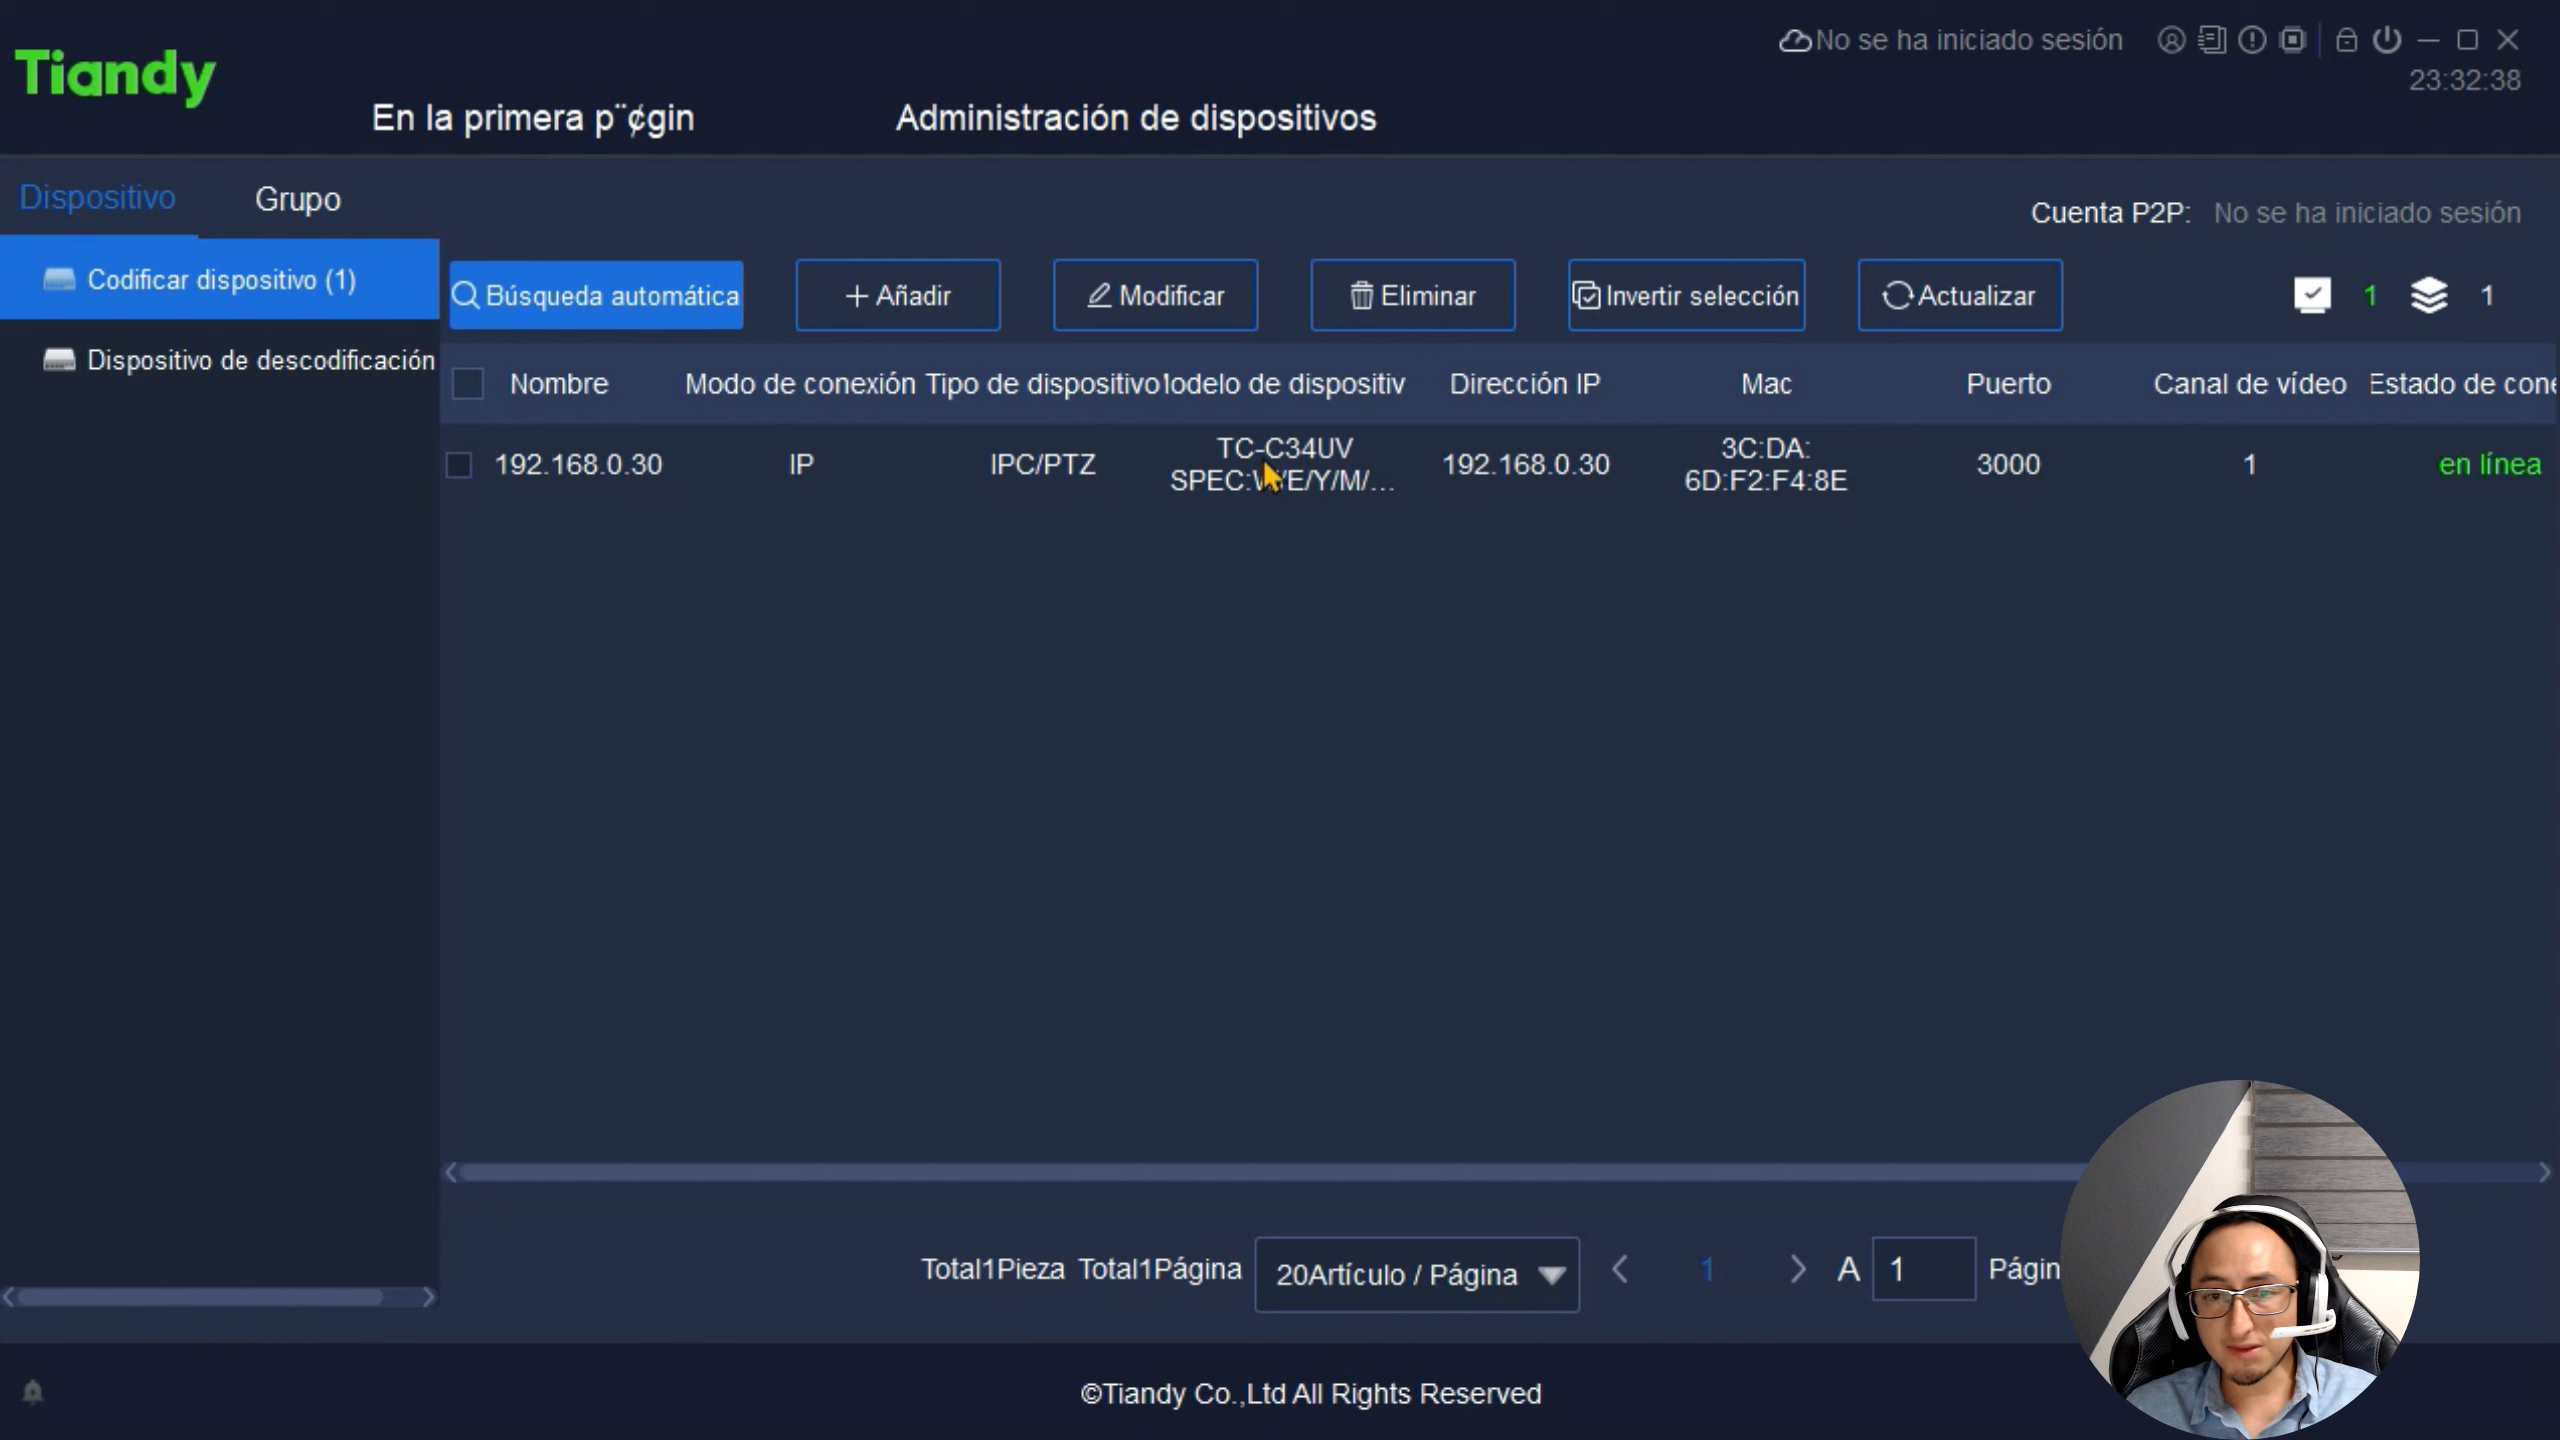 Tiandy
No se ha iniciado sesión
23:32:38
En la primera p¨¢gin
Administración de dispositivos
Dispositivo
Grupo
Cuenta P2P: No se ha iniciado sesión
Codificar dispositivo (1)
Dispositivo de descodificación
Búsqueda automática
+ Añadir
Modificar
Eliminar
Invertir selección
Actualizar
1
1
Nombre
Modo de conexión
Tipo de dispositivo
lodelo de dispositiv
Dirección IP
Mac
Puerto
Canal de vídeo
Estado de cone
192.168.0.30
IP
IPC/PTZ
TC-C34UV
SPEC: /E/Y/M/...
192.168.0.30
3C:DA:
6D:F2:F4:8E
3000
1
en línea
Total1Pieza Total1Página
20Artículo / Página
< 1 >
A 1 Págin
©Tiandy Co.,Ltd All Rights Reserved